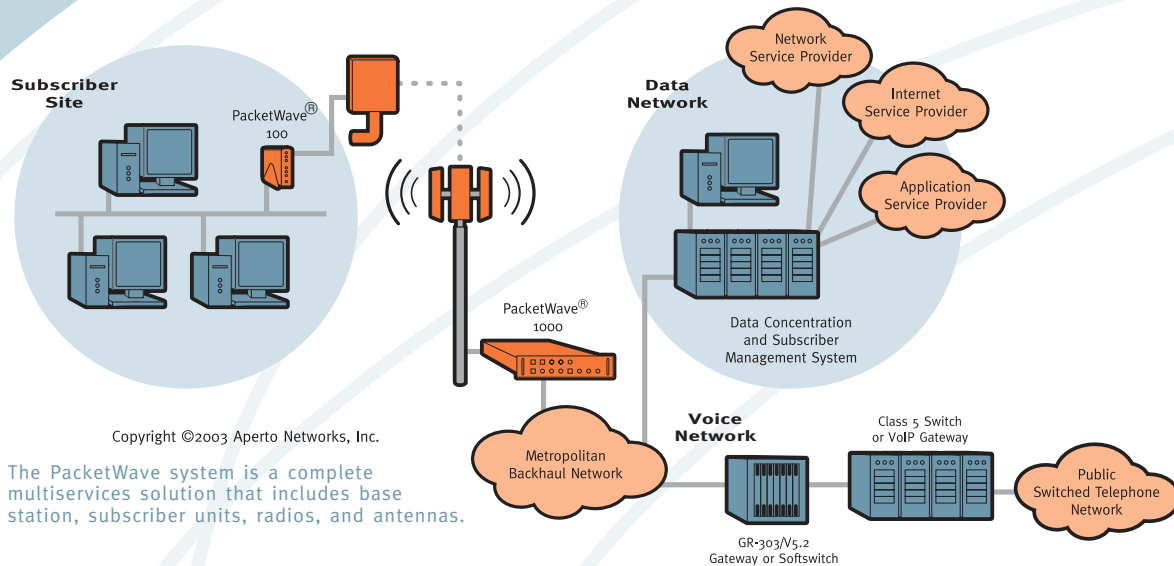 Subscriber
Site
PacketWave®
100
Data
Network
Network
Service Provider
Internet
Service Provider
Application
Service Provider
PacketWave®
1000
Data Concentration
and Subscriber
Management System
Copyright ©2003 Aperto Networks, Inc.
The PacketWave system is a complete
multiservices solution that includes base
station, subscriber units, radios, and antennas.
Metropolitan
Backhaul Network
Voice
Network
Class 5 Switch
or VoIP Gateway
GR-303/V5.2
Gateway or Softswitch
Public
Switched Telephone
Network